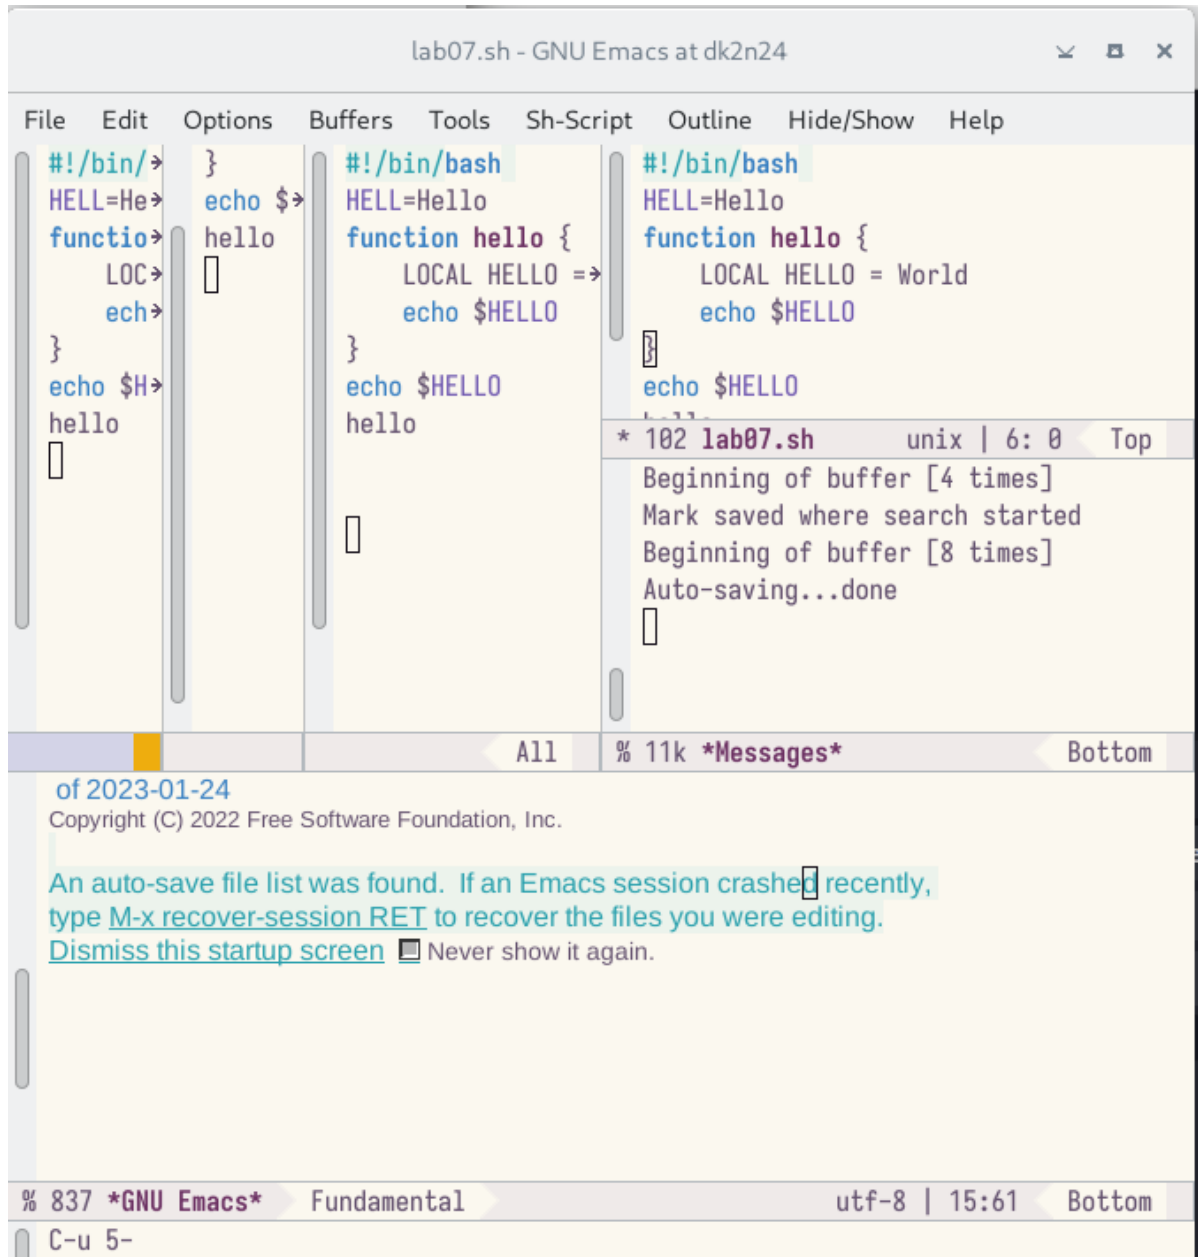 lab07.sh - GNU Emacs at dk2n24
File Edit Options Buffers Tools Sh-Script Outline Hide/Show Help
#!/bin/
HELL=He
functio
LOC
ech
}
echo $H
hello
}
echo $
hello
#!/bin/bash
HELL=Hello
function hello {
LOCAL HELLO =
echo $HELLO
}
echo $HELLO
hello
All
#!/bin/bash
HELL=Hello
function hello {
LOCAL HELLO = World
echo $HELLO
}
echo $HELLO
* 102 lab07.sh unix | 6: 0 Top
Beginning of buffer [4 times]
Mark saved where search started
Beginning of buffer [8 times]
Auto-saving...done
% 11k *Messages* Bottom
of 2023-01-24
Copyright (C) 2022 Free Software Foundation, Inc.
An auto-save file list was found. If an Emacs session crashed recently,
type M-x recover-session RET to recover the files you were editing.
Dismiss this startup screen Never show it again.
% 837 *GNU Emacs* Fundamental utf-8 | 15:61 Bottom
C-u 5-